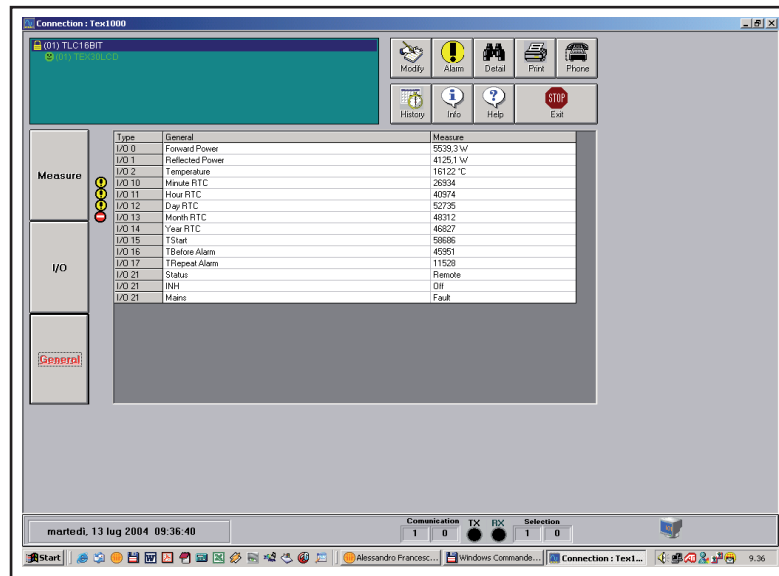 Connection : Tex1000
(01) TLC16BIT
(01) TEX30LCD
Modify Alarm Detail Print Phone
History Info Help STOP Exit
Measure
I/O
General
Type General Measure
I/O 0 Forward Power 5539,3 W
I/O 1 Reflected Power 4125,1 W
I/O 2 Temperature 16122 °C
I/O 10 Minute RTC 26934
I/O 11 Hour RTC 40974
I/O 12 Day RTC 52735
I/O 13 Month RTC 48312
I/O 14 Year RTC 46827
I/O 15 TStart 58686
I/O 16 TBefore Alarm 45951
I/O 17 TRepeat Alarm 11528
I/O 21 Status Remote
I/O 21 INH Off
I/O 21 Mains Fault
martedì, 13 lug 2004 09:36:40
Comunication TX RX Selection
1 0 1 0
Start Alessandro Francesc... Windows Commande... Connection : Tex1... 9.36